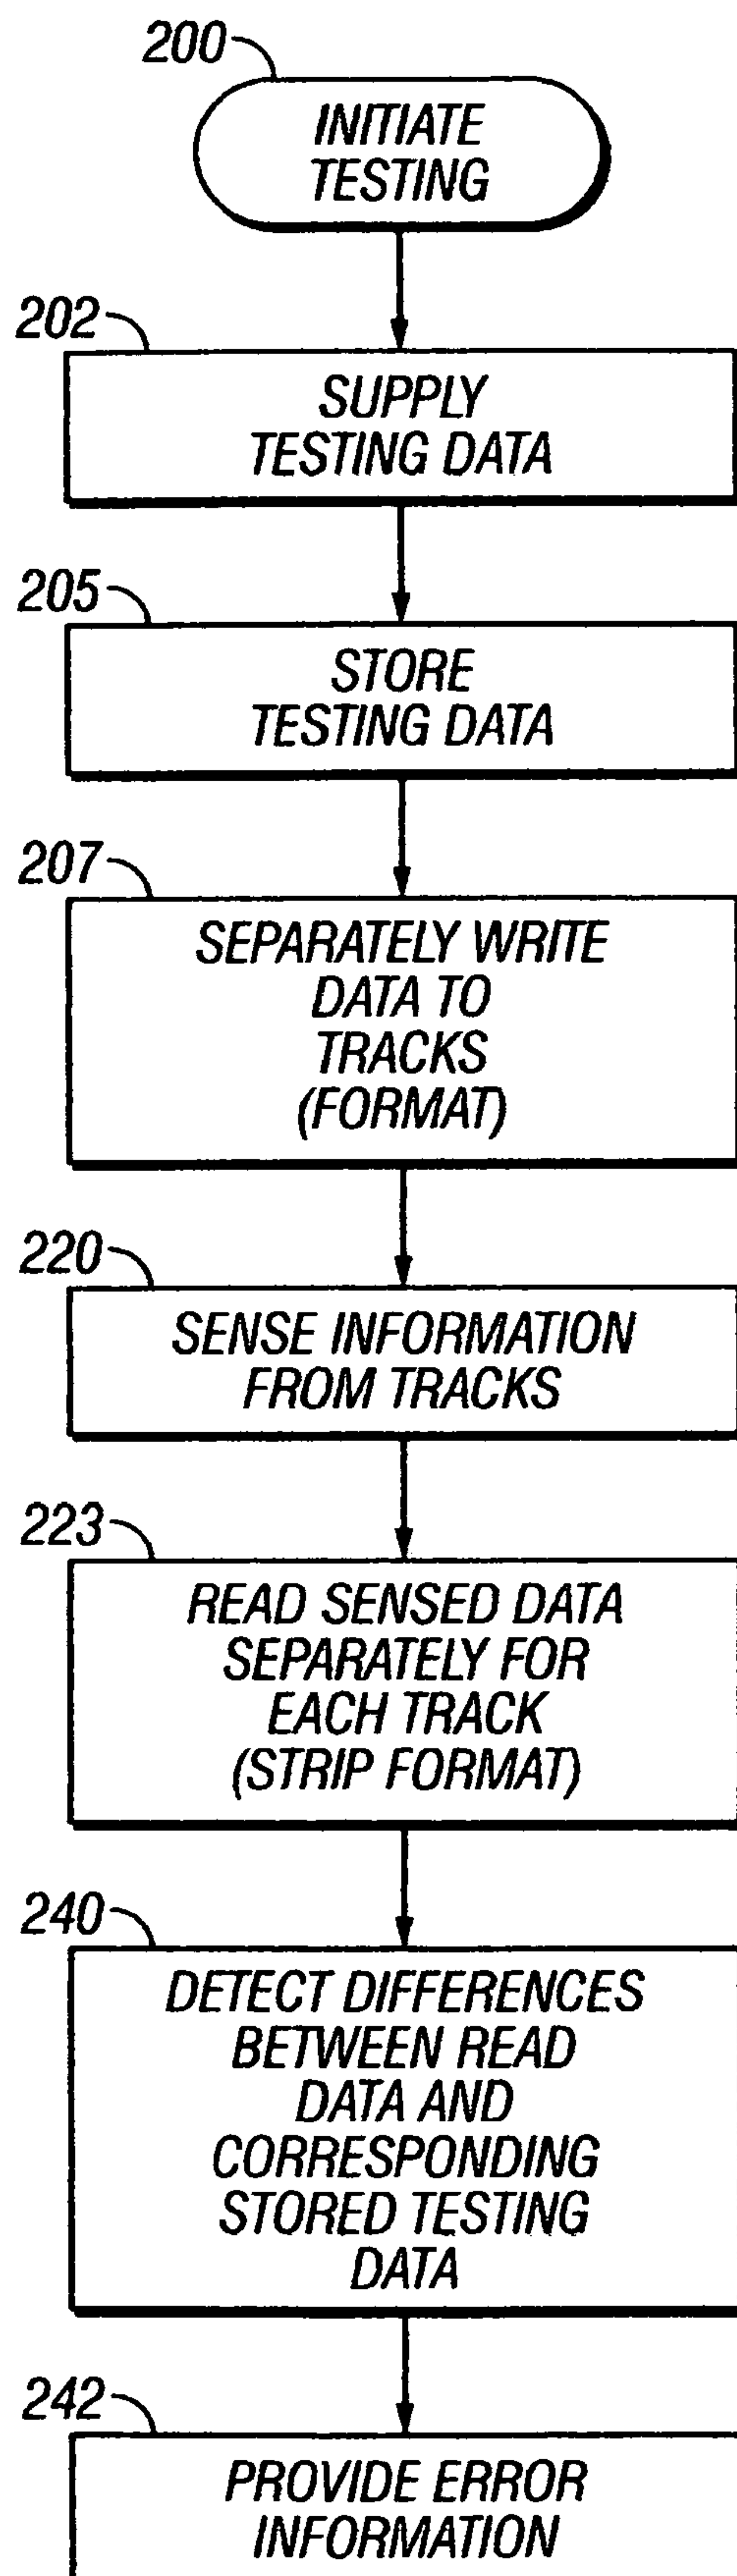 200
INITIATE
TESTING
202
SUPPLY
TESTING DATA
205
STORE
TESTING DATA
207
SEPARATELY WRITE
DATA TO
TRACKS
(FORMAT)
220
SENSE INFORMATION
FROM TRACKS
223
READ SENSED DATA
SEPARATELY FOR
EACH TRACK
(STRIP FORMAT)
240
DETECT DIFFERENCES
BETWEEN READ
DATA AND
CORRESPONDING
STORED TESTING
DATA
242
PROVIDE ERROR
INFORMATION